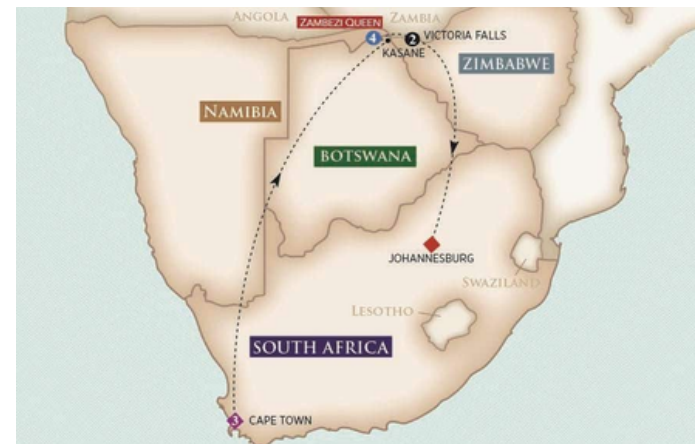 ANGOLA
ZAMBEZI QUEEN
ZAMBIA
4
2
VICTORIA FALLS
KASANE
ZIMBABWE
NAMIBIA
BOTSWANA
JOHANNESBURG
SWAZILAND
LESOTHO
SOUTH AFRICA
3
CAPE TOWN